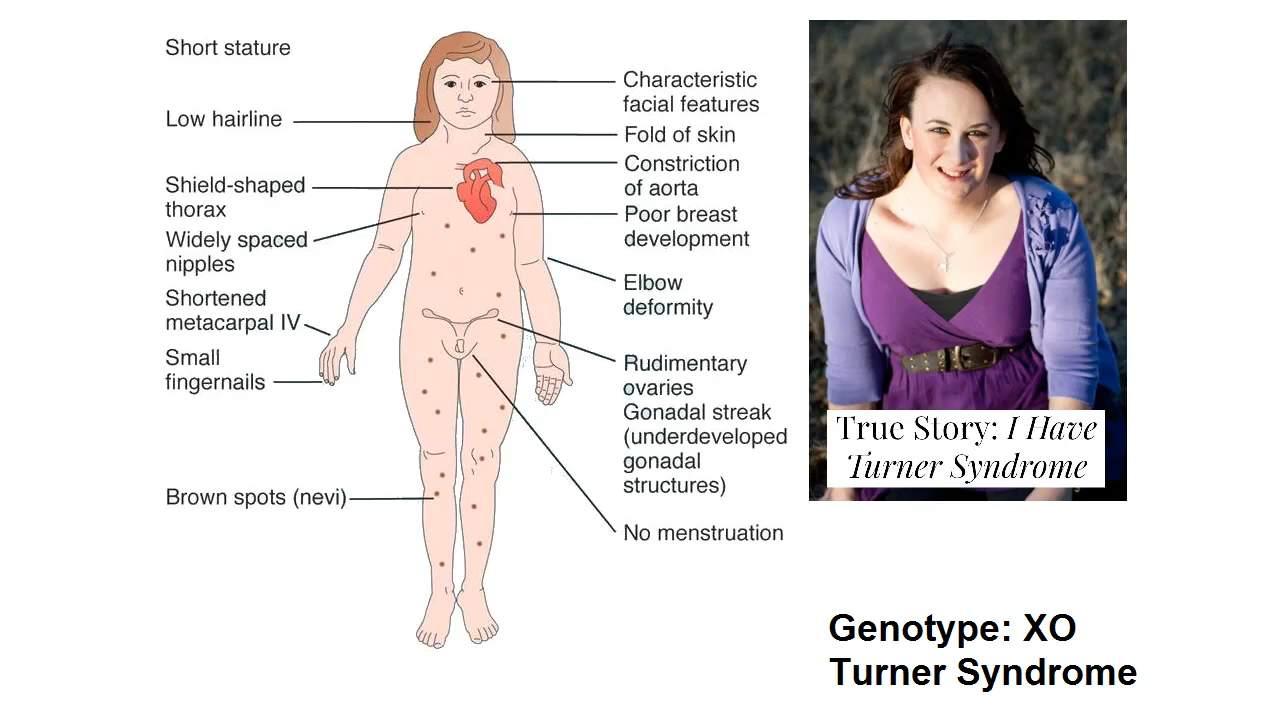 Short stature
Low hairline
Shield-shaped
thorax
Widely spaced
nipples
Shortened
metacarpal IV
Small
fingernails
Brown spots (nevi)
Characteristic
facial features
Fold of skin
Constriction
of aorta
Poor breast
development
Elbow
deformity
Rudimentary
ovaries
Gonadal streak
(underdeveloped
gonadal
structures)
No menstruation
True Story: I Have
Turner Syndrome
Genotype: XO
Turner Syndrome